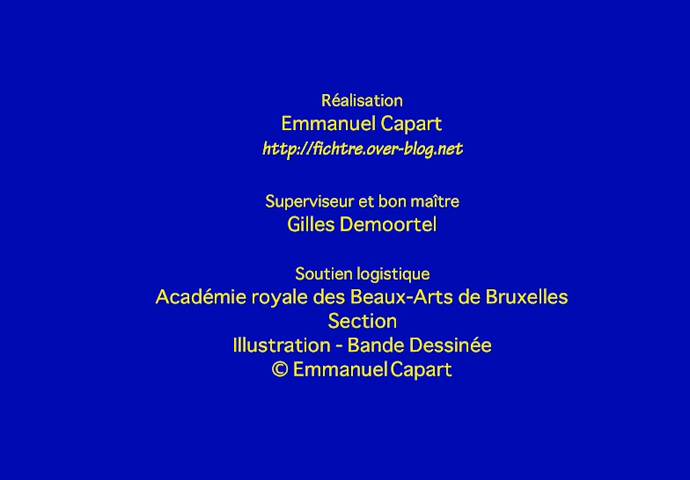 Réalisation
Emmanuel Capart
http://fichtre.over-blog.net
Superviseur et bon maître
Gilles Demoortel
Soutien logistique
Académie royale des Beaux-Arts de Bruxelles
Section
Illustration - Bande Dessinée
© Emmanuel Capart